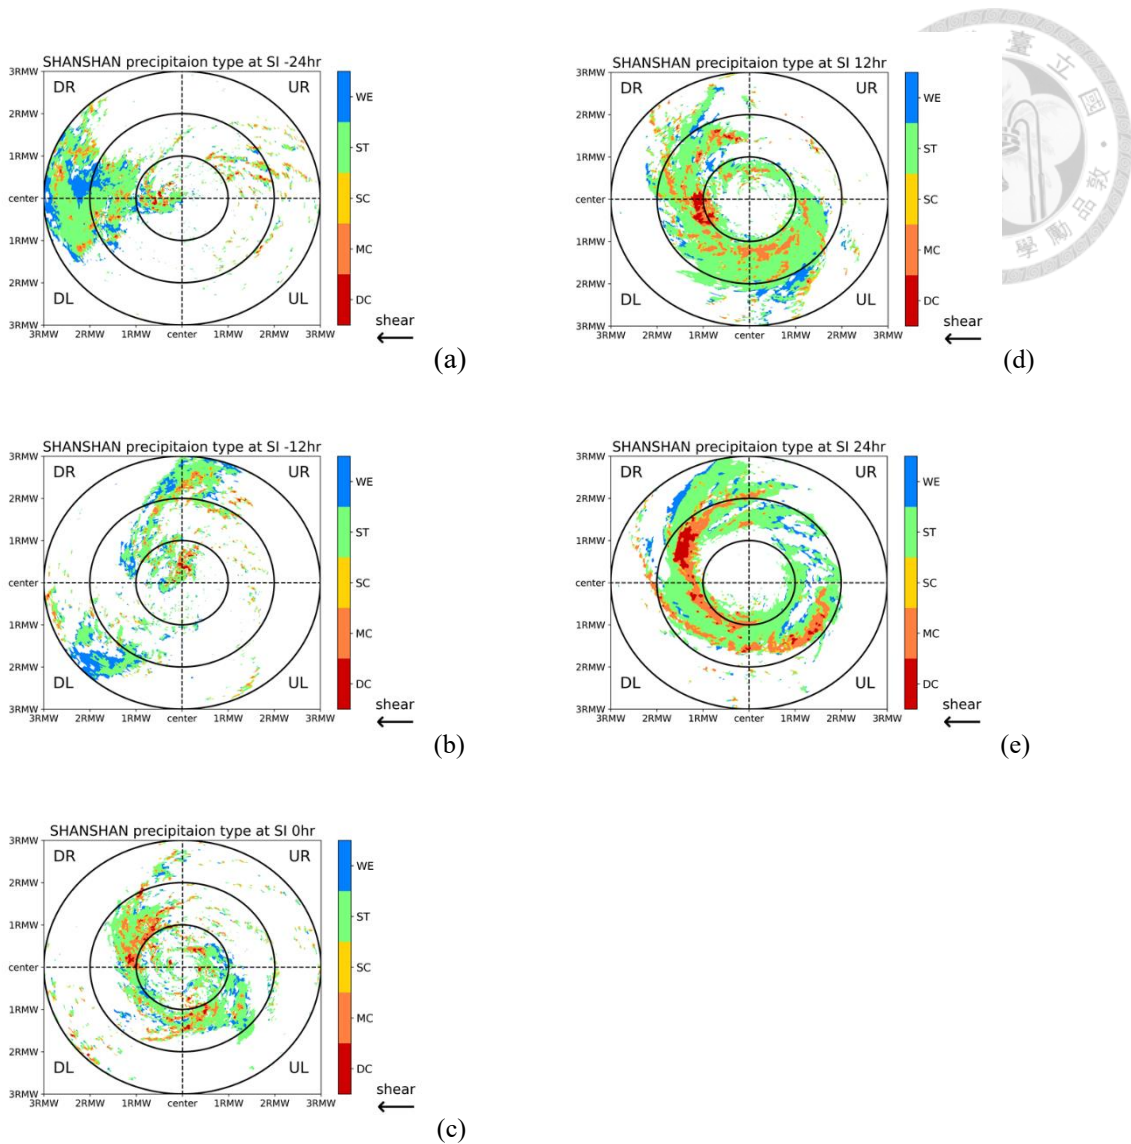 SHANSHAN precipitaion type at SI -24hr
3RMW
2RMW
1RMW
center
1RMW
2RMW
3RMW
DR
UR
DL
UL
3RMW 2RMW 1RMW center 1RMW 2RMW 3RMW
WE
ST
SC
MC
DC
shear
(a)
SHANSHAN precipitaion type at SI -12hr
3RMW
2RMW
1RMW
center
1RMW
2RMW
3RMW
DR
UR
DL
UL
3RMW 2RMW 1RMW center 1RMW 2RMW 3RMW
WE
ST
SC
MC
DC
shear
(b)
SHANSHAN precipitaion type at SI 0hr
3RMW
2RMW
1RMW
center
1RMW
2RMW
3RMW
DR
UR
DL
UL
3RMW 2RMW 1RMW center 1RMW 2RMW 3RMW
WE
ST
SC
MC
DC
shear
(c)
SHANSHAN precipitaion type at SI 12hr
3RMW
2RMW
1RMW
center
1RMW
2RMW
3RMW
DR
UR
DL
UL
3RMW 2RMW 1RMW center 1RMW 2RMW 3RMW
WE
ST
SC
MC
DC
shear
(d)
SHANSHAN precipitaion type at SI 24hr
3RMW
2RMW
1RMW
center
1RMW
2RMW
3RMW
DR
UR
DL
UL
3RMW 2RMW 1RMW center 1RMW 2RMW 3RMW
WE
ST
SC
MC
DC
shear
(e)
臺立國
教品勵學